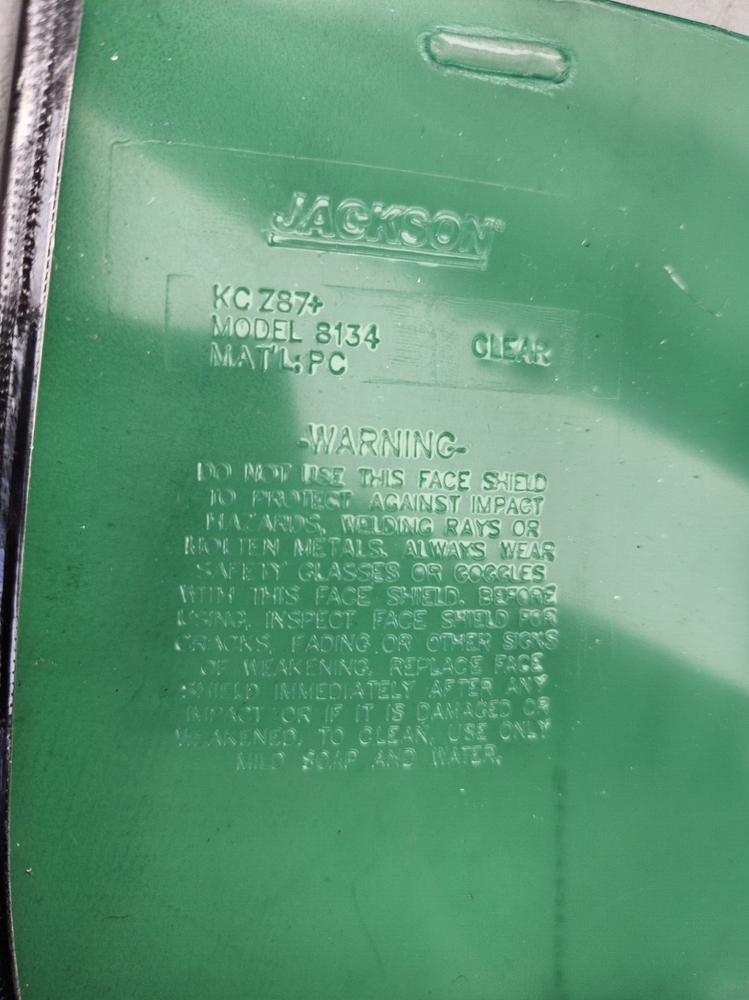 JACKSON®
KC Z87+
MODEL 8134
MAT'L: PC
CLEAR
-WARNING-
DO NOT USE THIS FACE SHIELD
TO PROTECT AGAINST IMPACT
HAZARDS, WELDING RAYS OR
MOLTEN METALS. ALWAYS WEAR
SAFETY GLASSES OR GOGGLES
WITH THIS FACE SHIELD. BEFORE
USING, INSPECT FACE SHIELD FOR
CRACKS, FADING OR OTHER SIGNS
OF WEAKENING. REPLACE FACE
SHIELD IMMEDIATELY AFTER ANY
IMPACT OR IF IT IS DAMAGED OR
WEAKENED. TO CLEAN, USE ONLY
MILD SOAP AND WATER.